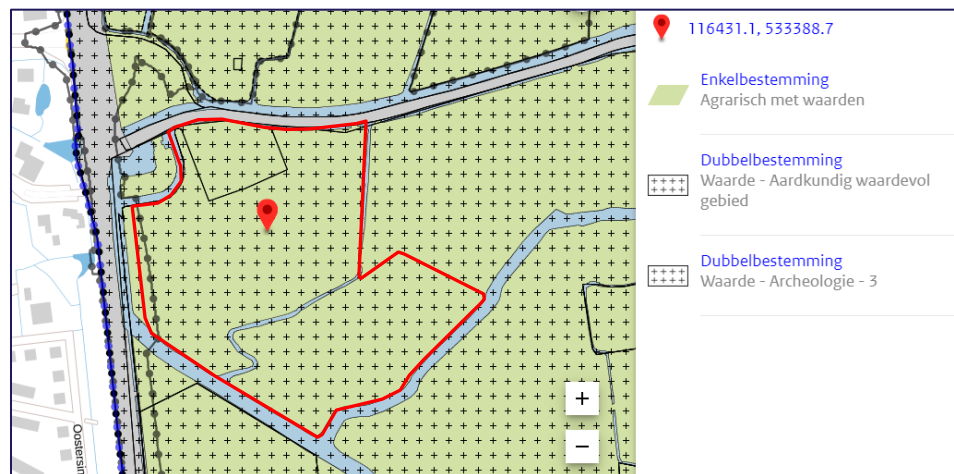 116431.1, 533388.7
Enkelbestemming
Agrarisch met waarden
Dubbelbestemming
Waarde - Aardkundig waardevol
gebied
Dubbelbestemming
Waarde - Archeologie - 3
+
−